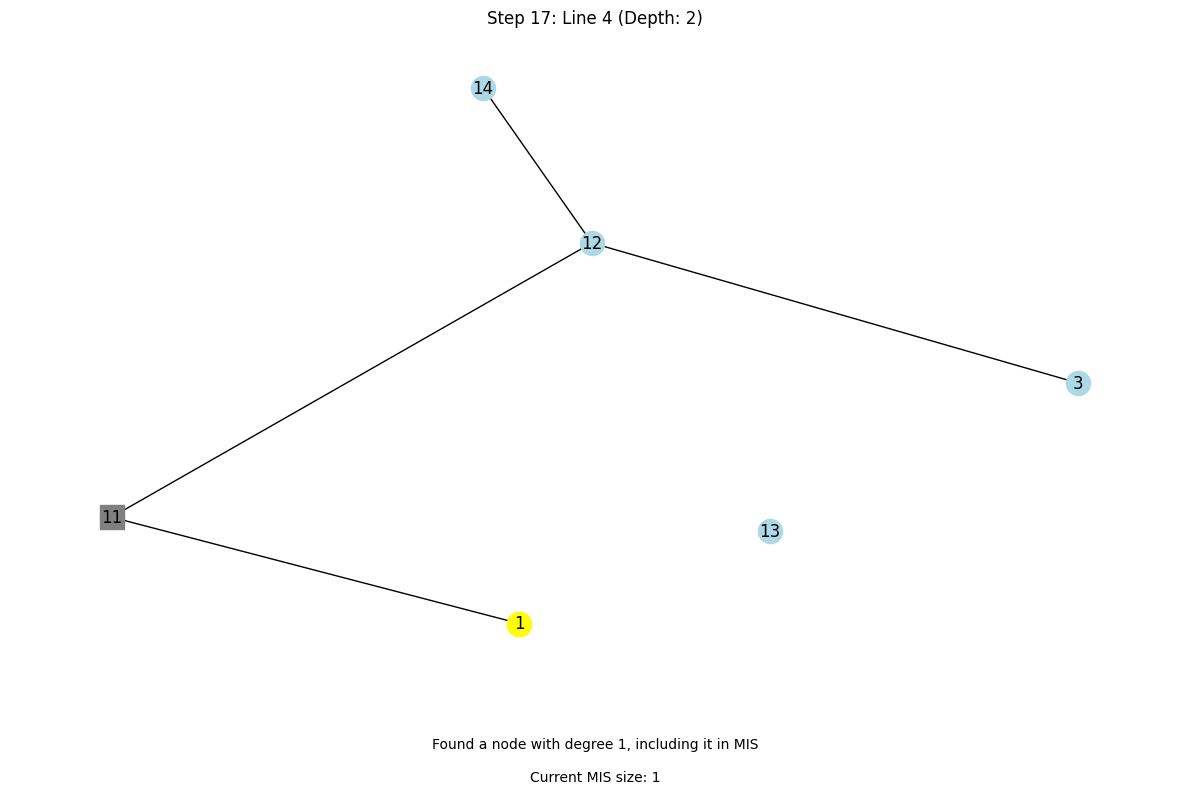 Step 17: Line 4 (Depth: 2)
14
12
3
11
13
1
Found a node with degree 1, including it in MIS
Current MIS size: 1